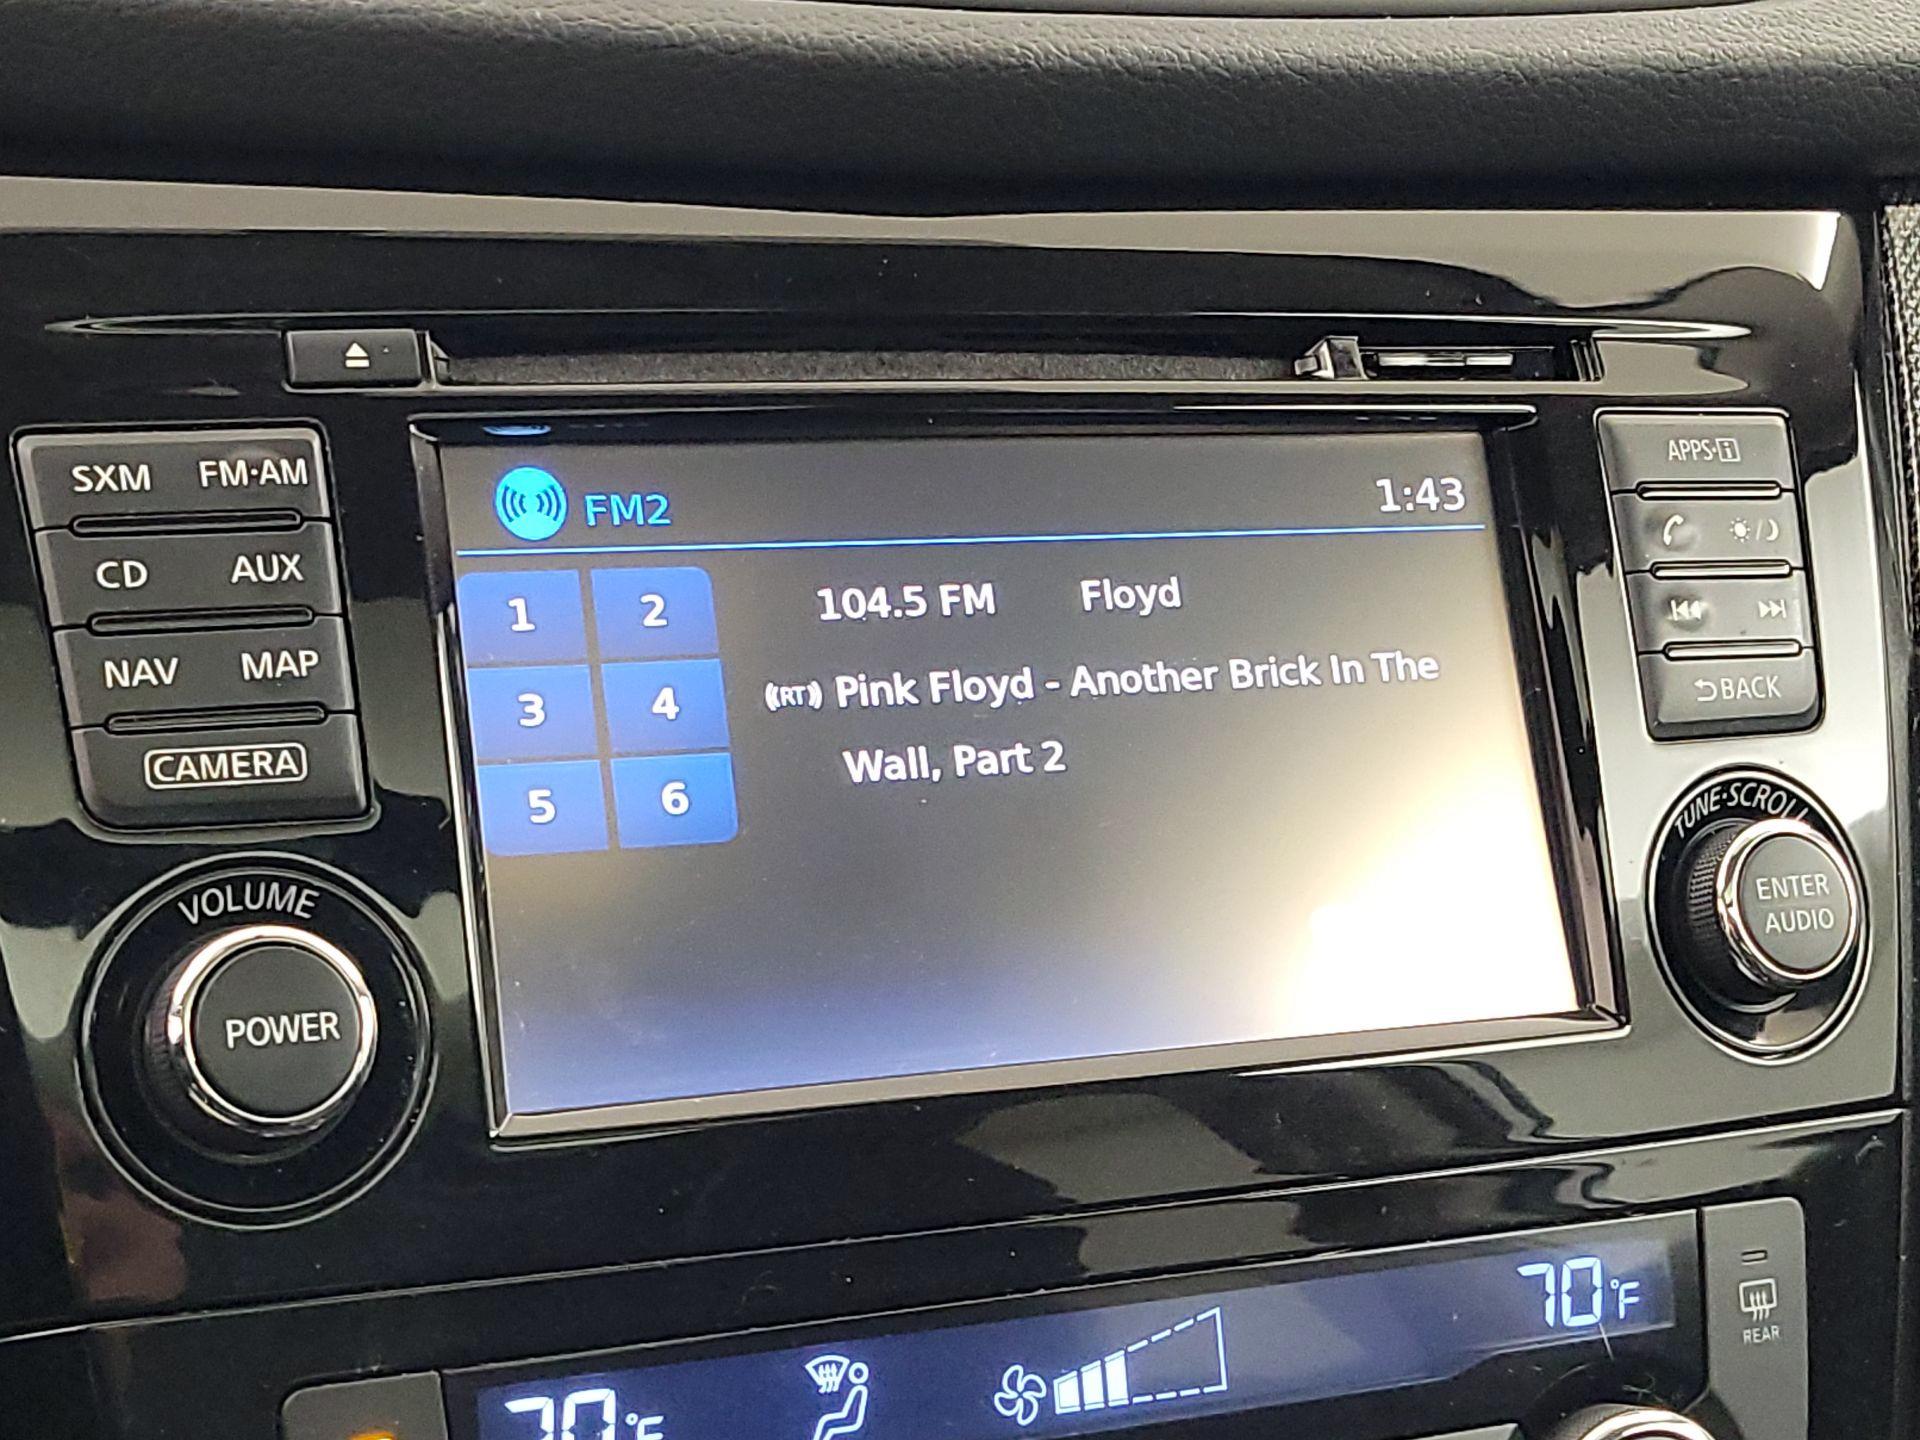 SXM FM·AM
CD AUX
NAV MAP
CAMERA
VOLUME
POWER
FM2 1:43
1 2
3 4
5 6
104.5 FM Floyd
RT Pink Floyd - Another Brick In The
Wall, Part 2
APPS·i
BACK
TUNE·SCROLL
ENTER
AUDIO
70°F
REAR
70°F